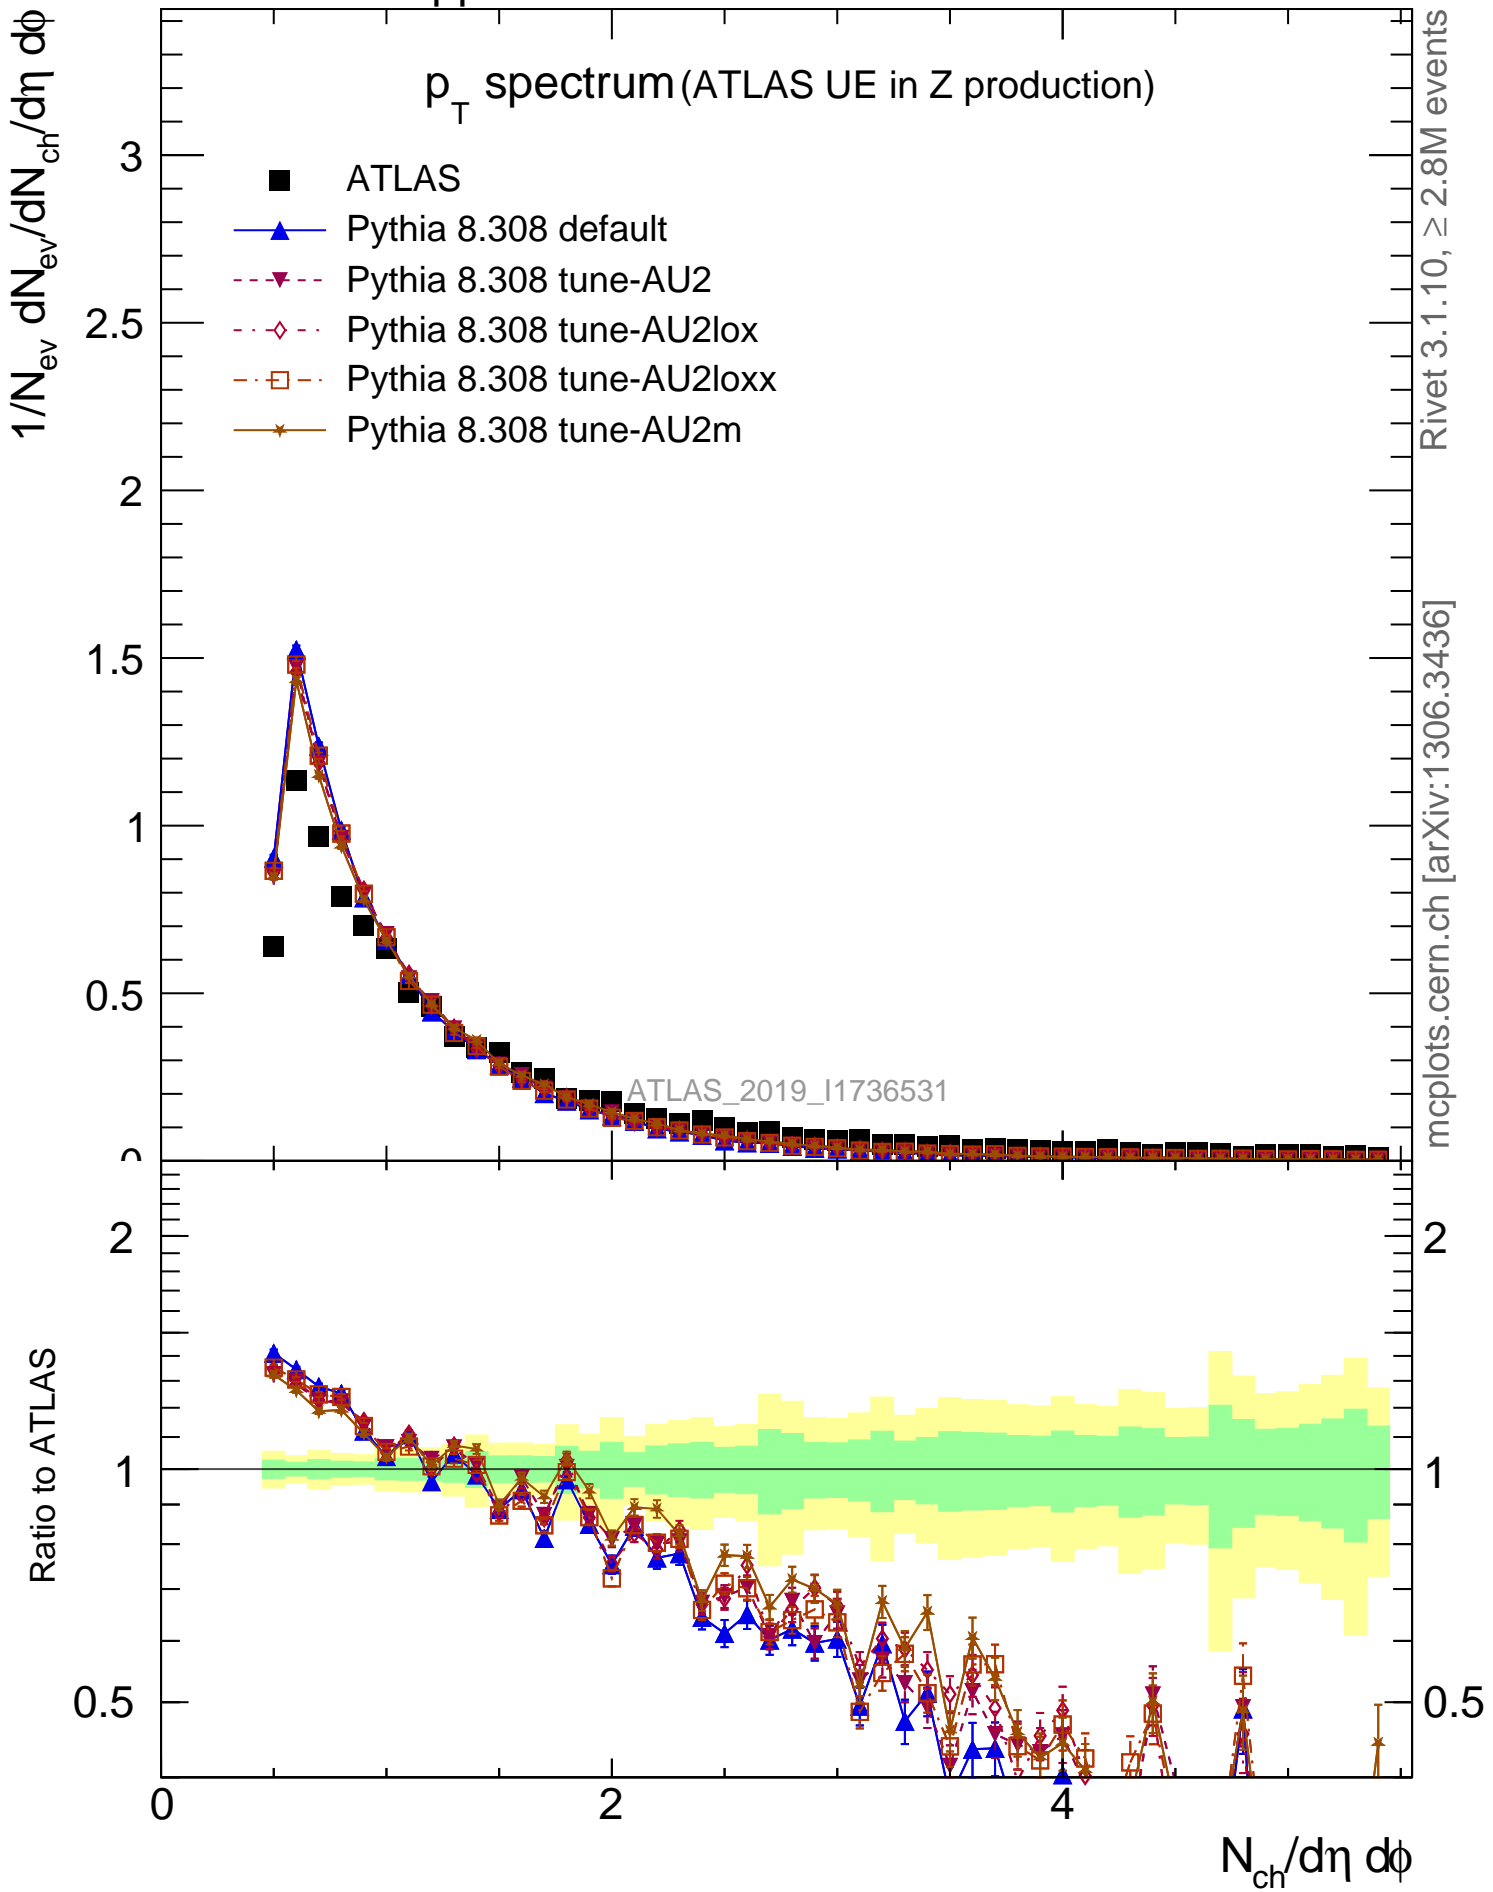 pp
1/N_ev dN_ev/dN_ch/dη dϕ
p_T spectrum (ATLAS UE in Z production)
ATLAS
Pythia 8.308 default
Pythia 8.308 tune-AU2
Pythia 8.308 tune-AU2lox
Pythia 8.308 tune-AU2loxx
Pythia 8.308 tune-AU2m
3
2.5
2
1.5
1
0.5
0
ATLAS_2019_I1736531
Rivet 3.1.10, ≥ 2.8M events
mcplots.cern.ch [arXiv:1306.3436]
Ratio to ATLAS
2
1
0.5
2
1
0.5
0
2
4
N_ch/dη dϕ